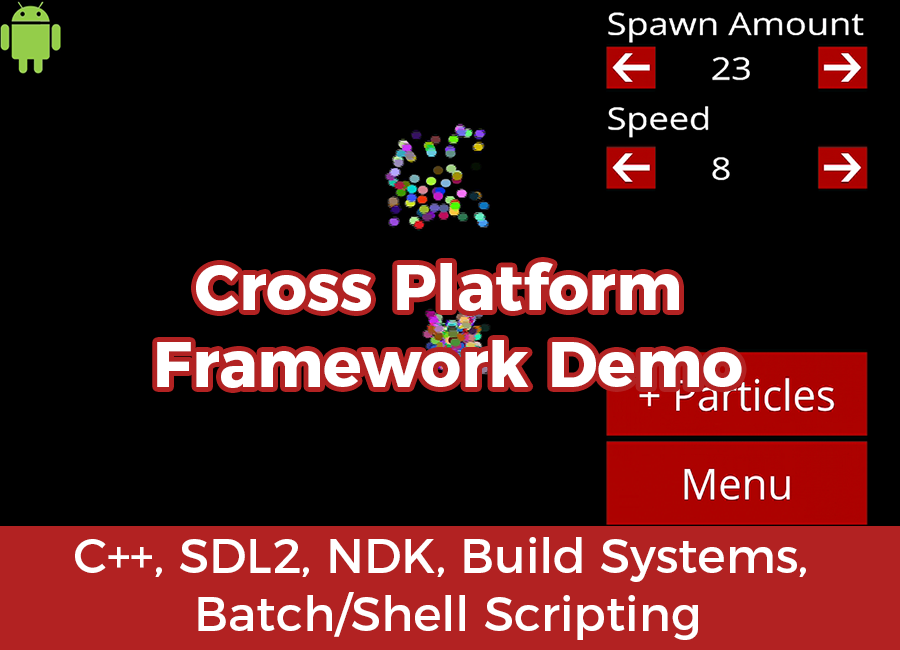 Spawn Amount
23
Speed
8
Cross Platform
Framework Demo
+ Particles
Menu
C++, SDL2, NDK, Build Systems,
Batch/Shell Scripting